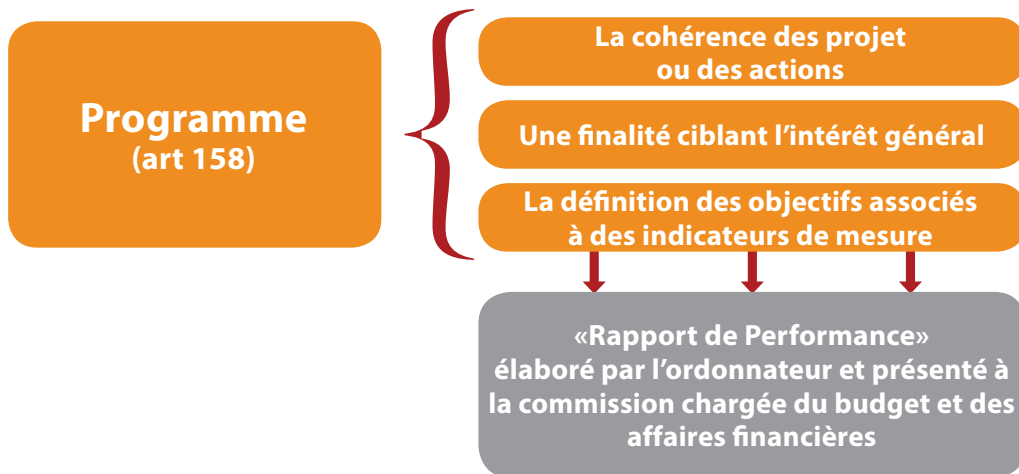 Programme
(art 158)
La cohérence des projet
ou des actions
Une finalité ciblant l'intérêt général
La définition des objectifs associés
à des indicateurs de mesure
«Rapport de Performance»
élaboré par l'ordonnateur et présenté à
la commission chargée du budget et des
affaires financières